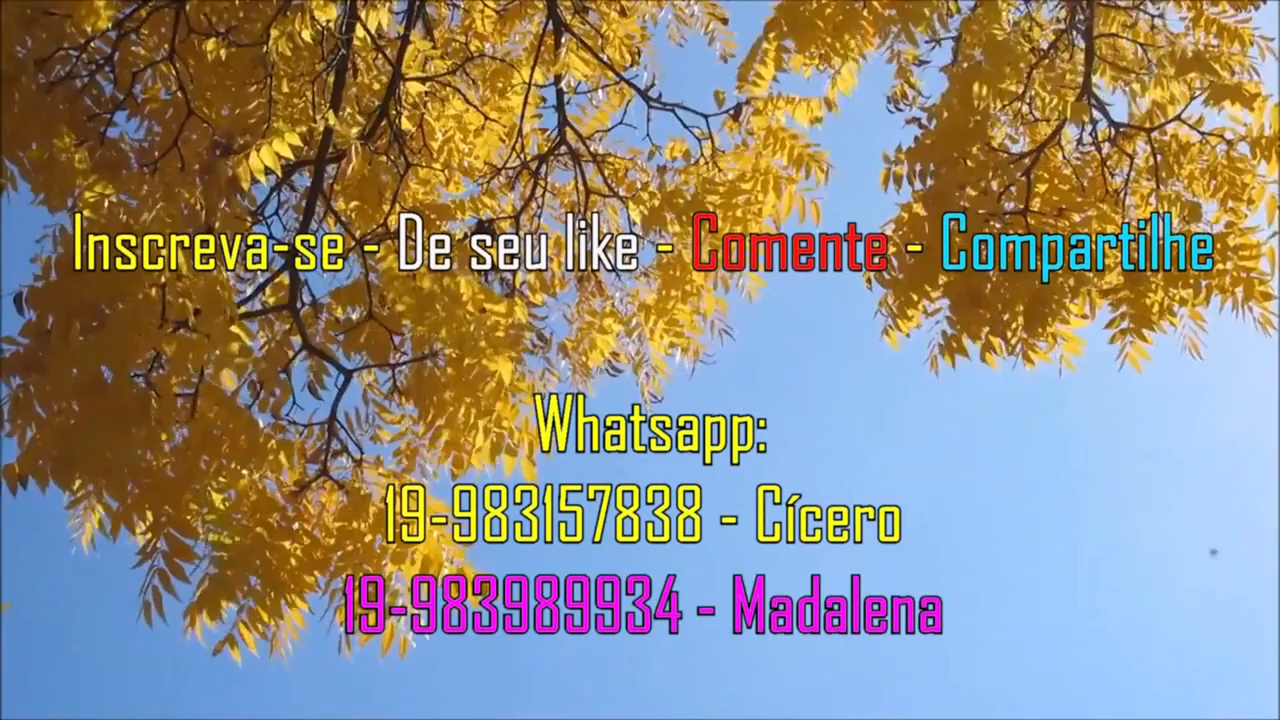 Inscreva-se - De seu like - Comente - Compartilhe
Whatsapp:
19-983157838 - Cícero
19-983989934 - Madalena